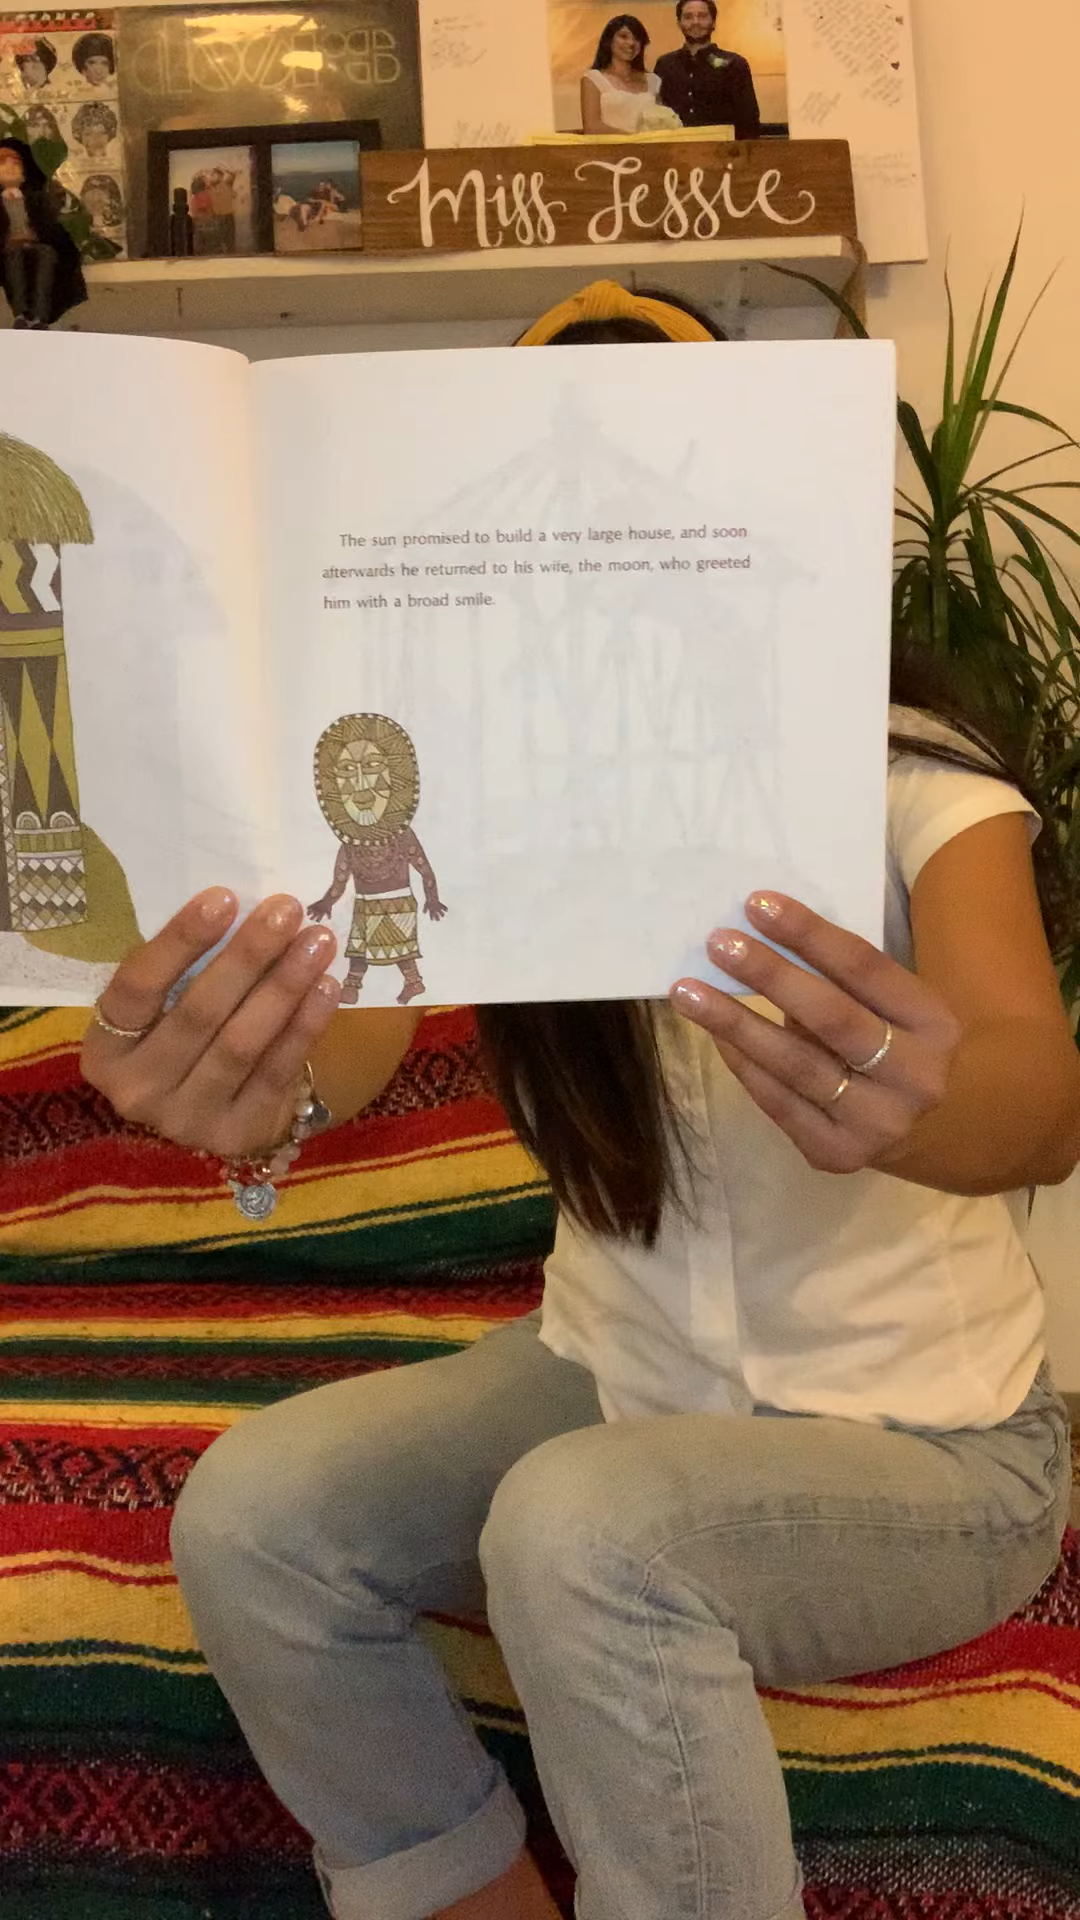 DOORS
Miss Jessie
The sun promised to build a very large house, and soon
afterwards he returned to his wife, the moon, who greeted
him with a broad smile.